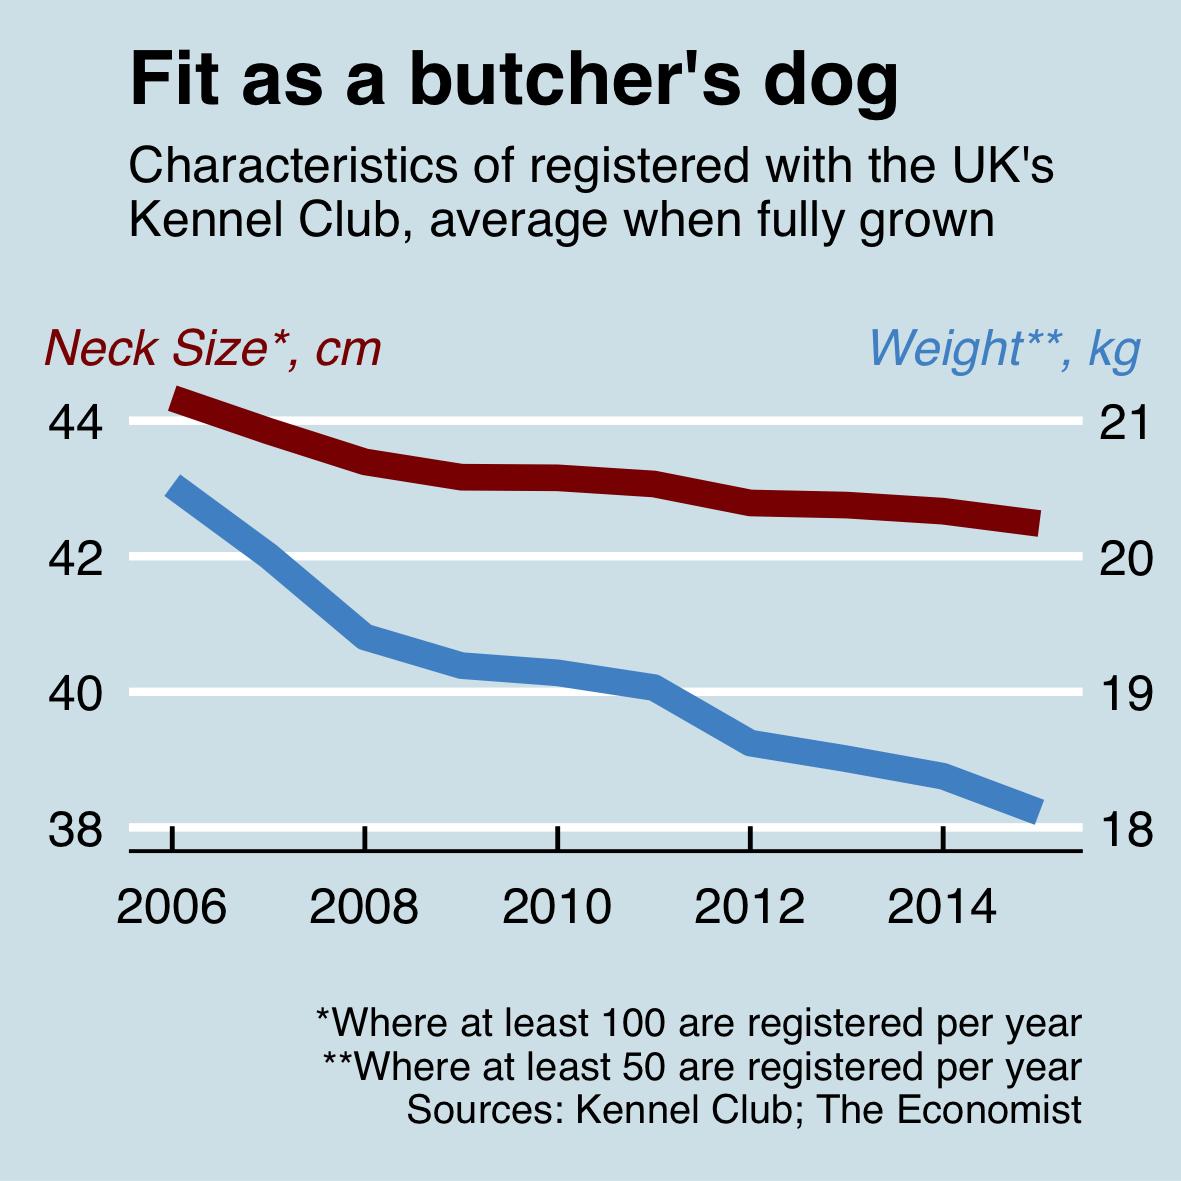 Fit as a butcher's dog
Characteristics of registered with the UK's
Kennel Club, average when fully grown
Neck Size*, cm
Weight**, kg
44
21
42
20
40
19
38
18
2006
2008
2010
2012
2014
*Where at least 100 are registered per year
**Where at least 50 are registered per year
Sources: Kennel Club; The Economist